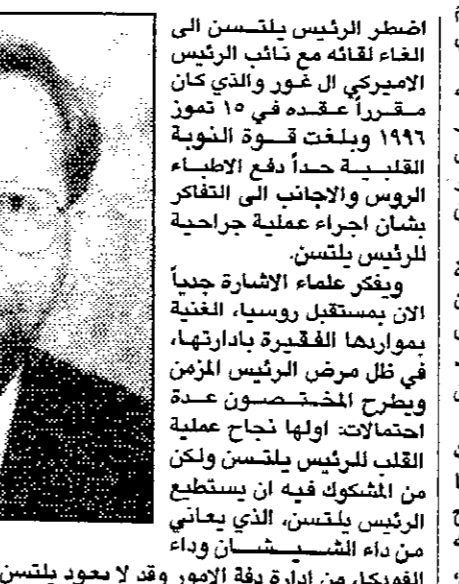 اضطر الرئيس يلتسن الى
الغاء لقائه مع نائب الرئيس
الاميركي ال غور والذي كان
مقرراً عقده في ١٥ تموز
١٩٩٦ وبلغت قوة النوبة
القلبية حداً دفع الاطباء
الروس والاجانب الى التفاكر
بشان اجراء عملية جراحية
للرئيس يلتسن.
ويفكر علماء الاشارة جدياً
الان بمستقبل روسيا، الغنية
بمواردها الفقيرة بادارتها،
في ظل مرض الرئيس المزمن
ويطرح المختصون عدة
احتمالات: اولها نجاح عملية
القلب للرئيس يلتسن ولكن
من المشكوك فيه ان يستطيع
الرئيس يلتسن، الذي يعاني
من داء الشيشان وداء
الفودكا، من ادارة دفة الامور وقد لا يعود يلتسن